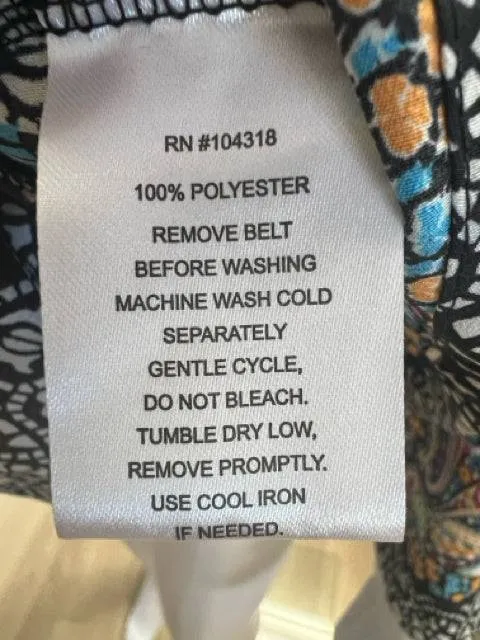 RN #104318
100% POLYESTER
REMOVE BELT
BEFORE WASHING
MACHINE WASH COLD
SEPARATELY
GENTLE CYCLE,
DO NOT BLEACH.
TUMBLE DRY LOW,
REMOVE PROMPTLY.
USE COOL IRON
IF NEEDED.